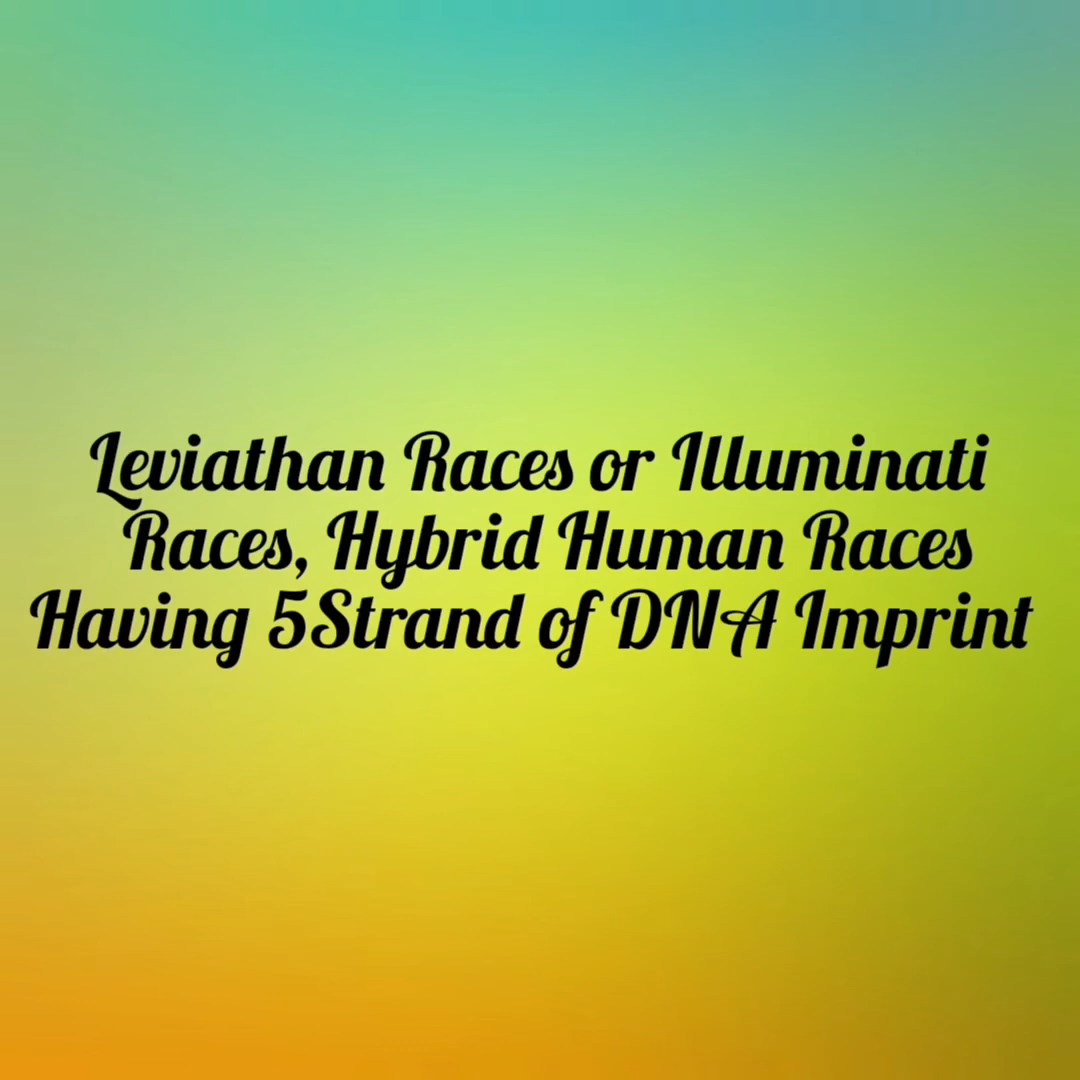 Leviathan Races or Illuminati
Races, Hybrid Human Races
Having 5Strand of DNA Imprint